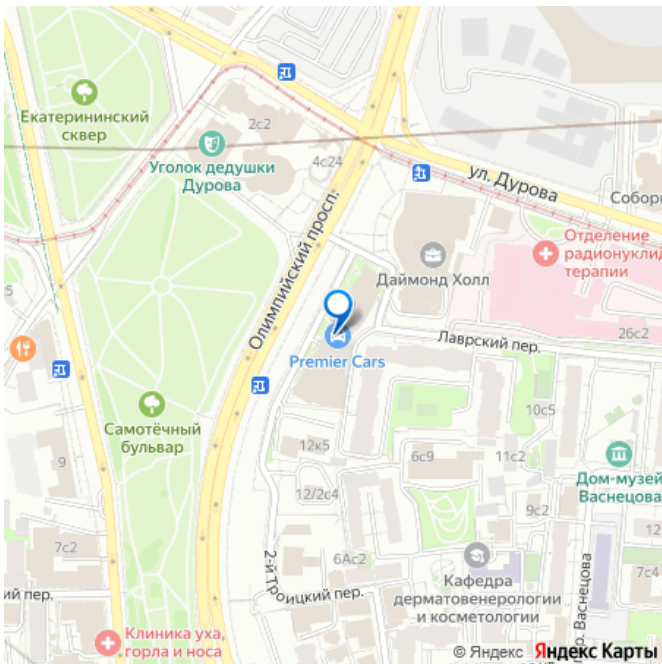 Екатерининский
сквер
2с2
Уголок дедушки
Дурова
4с24
ул. Дурова
Олимпийский просп.
Отделение
терапии
Даймонд Холл
26с2
Лаврский пер.
Premier Cars
Самотёчный
бульвар
10с5
12к5
6с9
11с2
Дом-музей
Васнецова
9
12/2с4
9с2
12
7с2
2-й Троицкий пер.
6Ас2
7с4
Кафедра
дерматовенерологии
и косметологии
Васнецова
пер.
Клиника уха,
горла и носа
© Яндекс Яндекс Карты